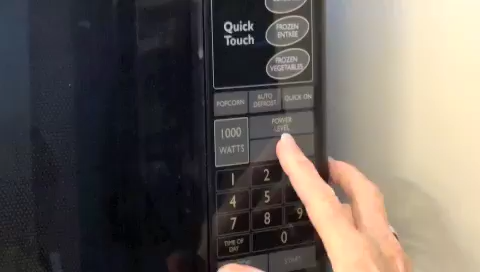 Quick
Touch
FROZEN
ENTREE
FROZEN
VEGETABLES
POPCORN
AUTO
DEFROST
QUICK ON
POWER
LEVEL
1000
WATTS
1 2
4 5
7 8 9
TIME OF
DAY
0
START